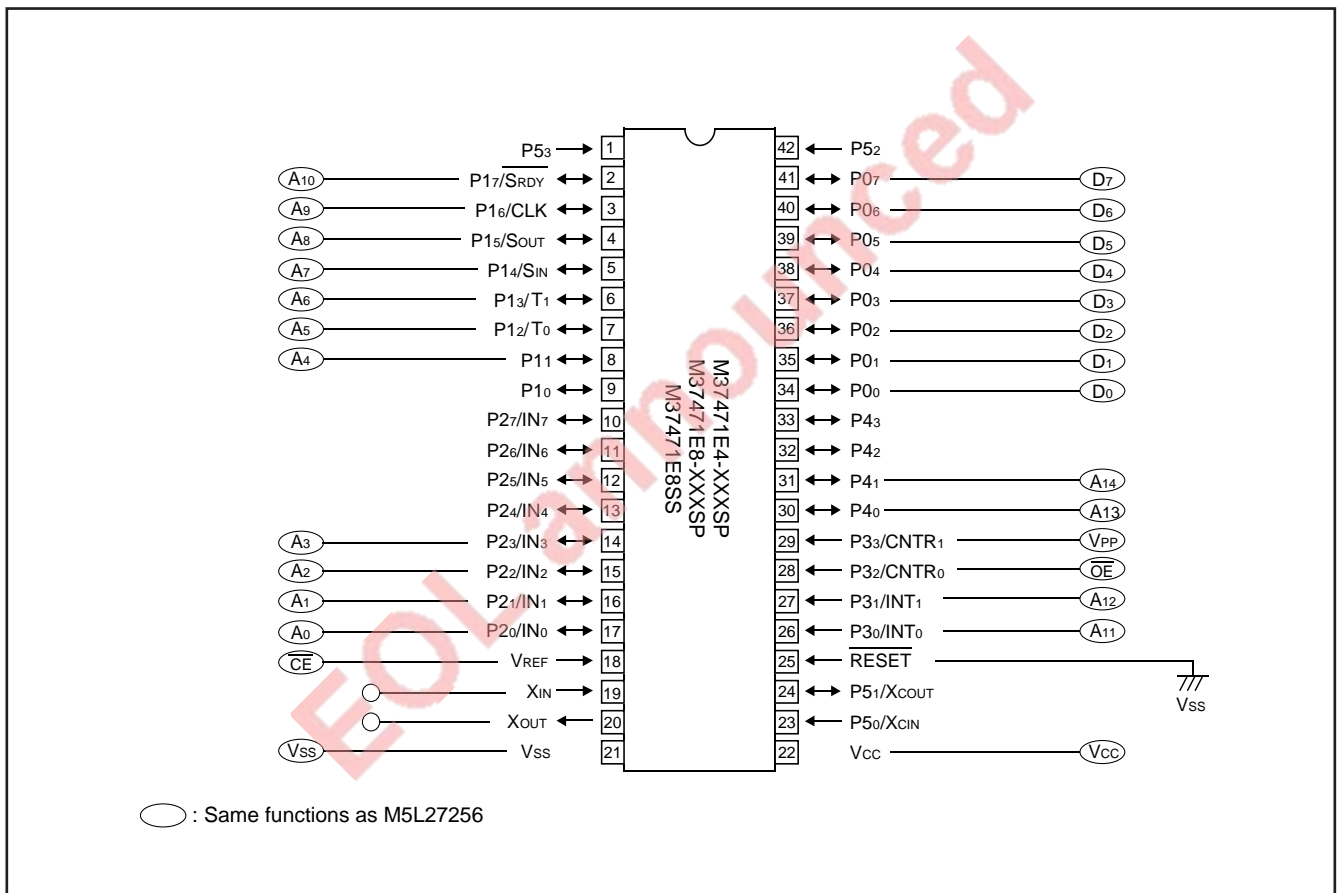 P53 1 42 P52
A10 P17/SRDY 2 41 P07 D7
A9 P16/CLK 3 40 P06 D6
A8 P15/SOUT 4 39 P05 D5
A7 P14/SIN 5 38 P04 D4
A6 P13/T1 6 37 P03 D3
A5 P12/T0 7 36 P02 D2
A4 P11 8 35 P01 D1
P10 9 34 P00 D0
P27/IN7 10 33 P43
P26/IN6 11 32 P42
P25/IN5 12 31 P41 A14
P24/IN4 13 30 P40 A13
A3 P23/IN3 14 29 P33/CNTR1 VPP
A2 P22/IN2 15 28 P32/CNTR0 OE
A1 P21/IN1 16 27 P31/INT1 A12
A0 P20/IN0 17 26 P30/INT0 A11
CE VREF 18 25 RESET
XIN 19 24 P51/XCOUT VSS
XOUT 20 23 P50/XCIN
VSS VSS 21 22 VCC VCC
M37471E4-XXXSP
M37471E8-XXXSP
M37471E8SS
: Same functions as M5L27256
EOL announced